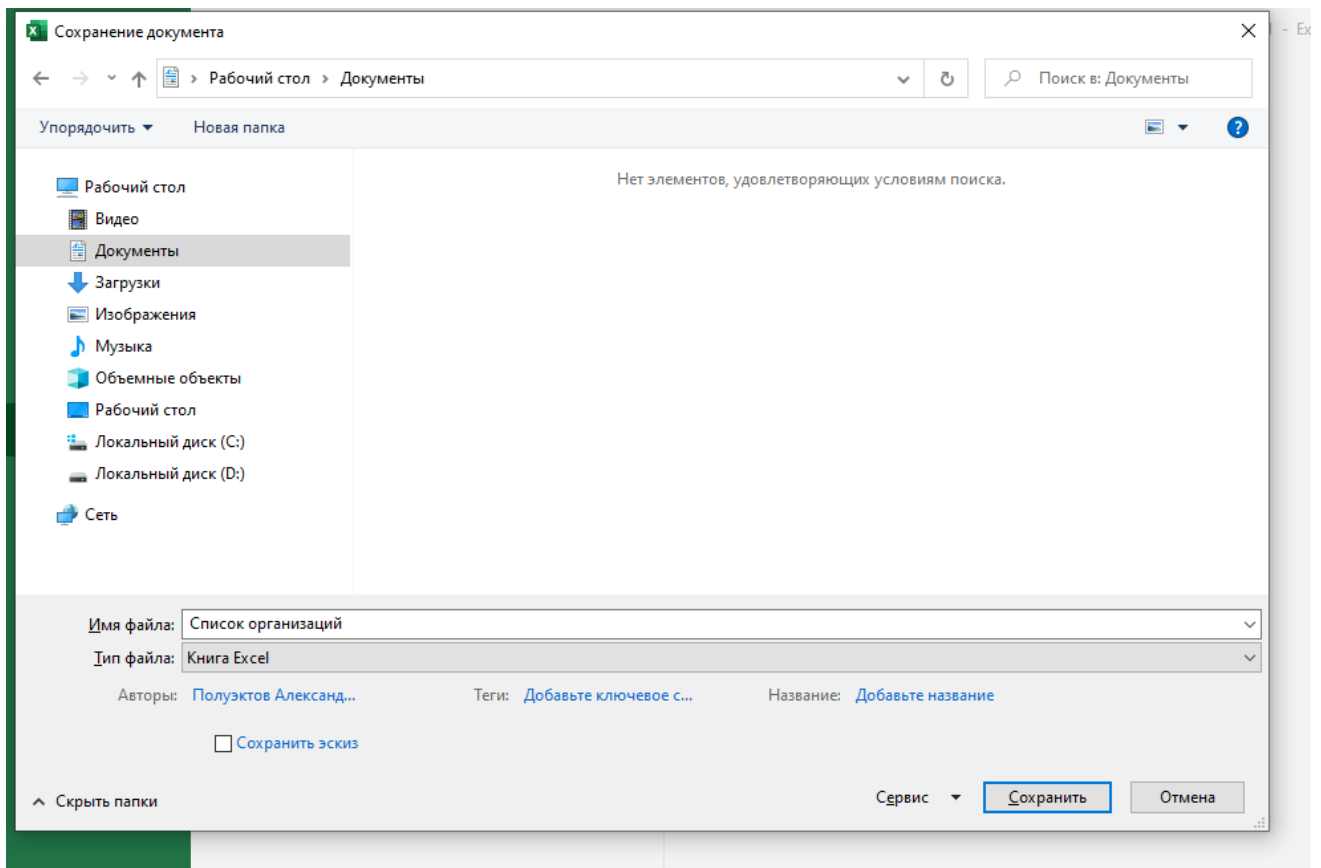 Сохранение документа
- Ex
Рабочий стол › Документы
Поиск в: Документы
Упорядочить
Новая папка
Рабочий стол
Видео
Документы
Загрузки
Изображения
Музыка
Объемные объекты
Рабочий стол
Локальный диск (C:)
Локальный диск (D:)
Сеть
Нет элементов, удовлетворяющих условиям поиска.
Имя файла: Список организаций
Тип файла: Книга Excel
Авторы: Полуэктов Александ...
Теги: Добавьте ключевое с...
Название: Добавьте название
Сохранить эскиз
Скрыть папки
Сервис
Сохранить
Отмена